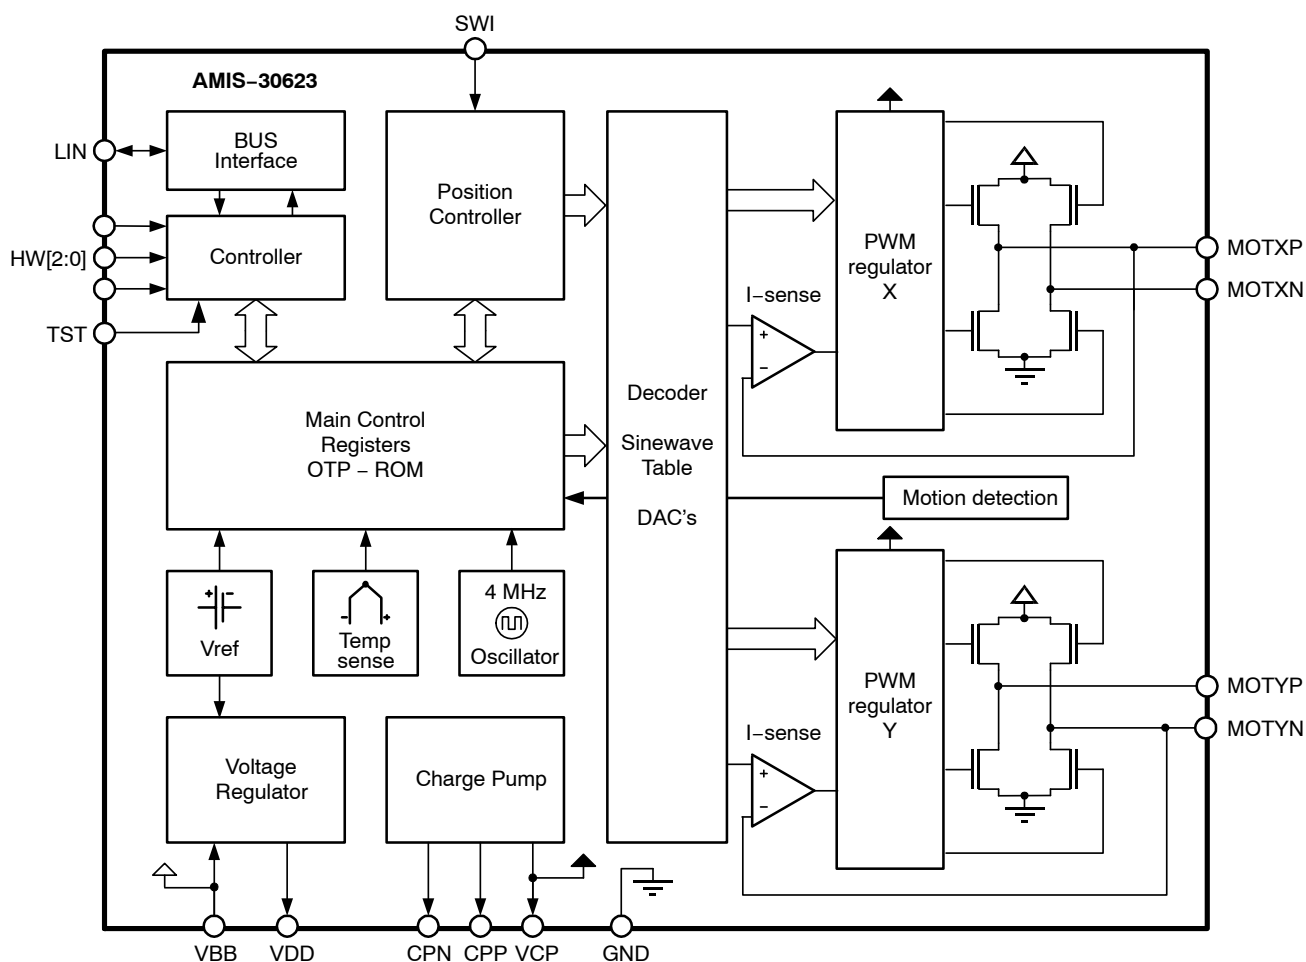 SWI
AMIS–30623
LIN
BUS
Interface
Position
Controller
HW[2:0]
Controller
TST
PWM
regulator
X
MOTXP
MOTXN
I–sense
+
–
Main Control
Registers
OTP – ROM
Decoder
Sinewave
Table
DAC's
Motion detection
+ –
Vref
– +
Temp
sense
4 MHz
Oscillator
PWM
regulator
Y
MOTYP
MOTYN
I–sense
+
–
Voltage
Regulator
Charge Pump
VBB
VDD
CPN
CPP
VCP
GND